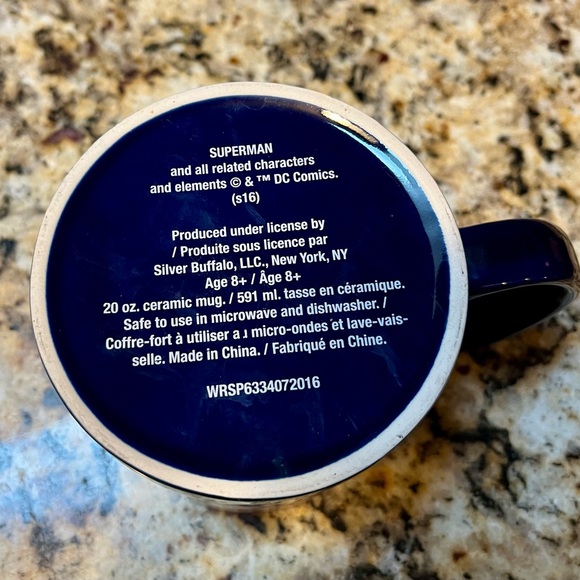 SUPERMAN
and all related characters
and elements © & ™ DC Comics.
(s16)
Produced under license by
/ Produite sous licence par
Silver Buffalo, LLC., New York, NY
Age 8+ / Âge 8+
20 oz. ceramic mug. / 591 ml. tasse en céramique.
Safe to use in microwave and dishwasher. /
Coffre-fort à utiliser micro-ondes et lave-vais-
selle. Made in China. / Fabriqué en Chine.
WRSP6334072016